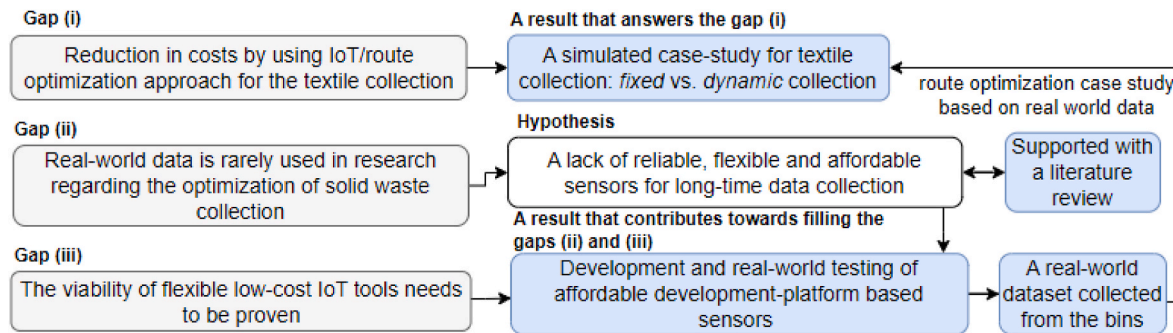 Gap (i)
Reduction in costs by using IoT/route
optimization approach for the textile collection
A result that answers the gap (i)
A simulated case-study for textile
collection: fixed vs. dynamic collection
route optimization case study
based on real world data
Gap (ii)
Real-world data is rarely used in research
regarding the optimization of solid waste
collection
Hypothesis
A lack of reliable, flexible and affordable
sensors for long-time data collection
Supported with
a literature
review
A result that contributes towards filling the
gaps (ii) and (iii)
Gap (iii)
The viability of flexible low-cost IoT tools needs
to be proven
Development and real-world testing of
affordable development-platform based
sensors
A real-world
dataset collected
from the bins